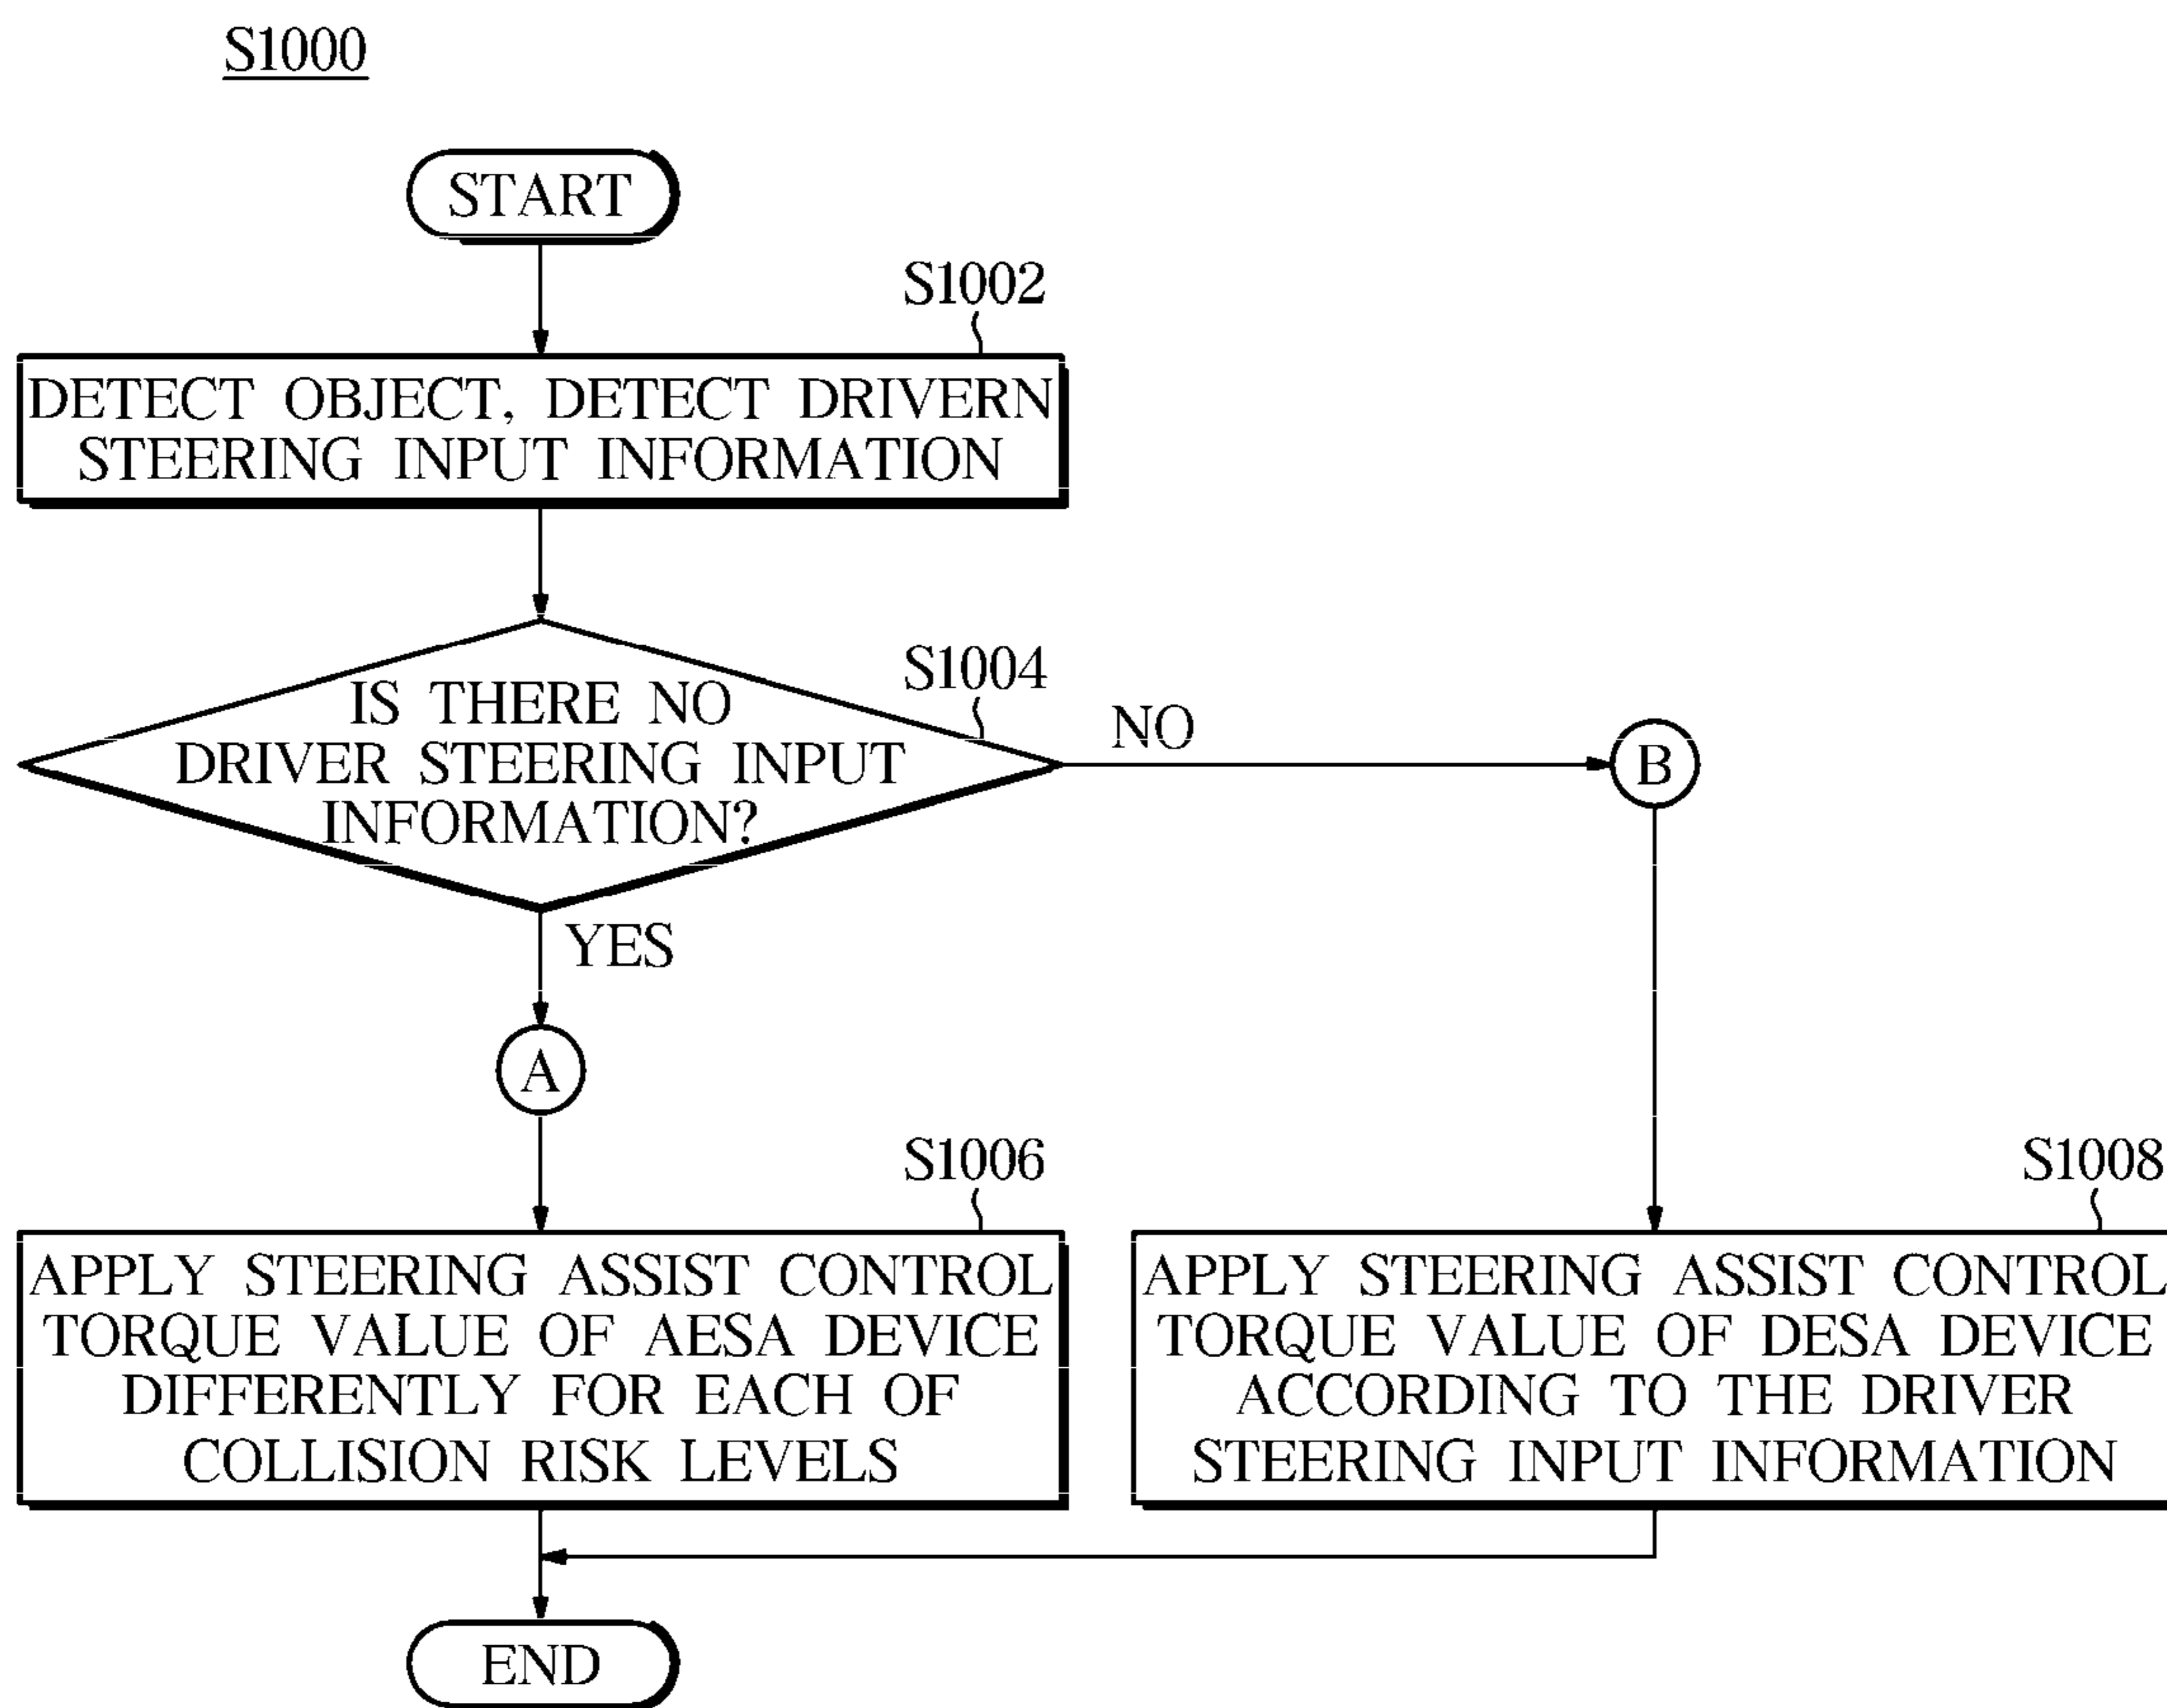 S1000
START
S1002
DETECT OBJECT, DETECT DRIVERN
STEERING INPUT INFORMATION
S1004
IS THERE NO
DRIVER STEERING INPUT
INFORMATION?
NO
B
YES
A
S1006
APPLY STEERING ASSIST CONTROL
TORQUE VALUE OF AESA DEVICE
DIFFERENTLY FOR EACH OF
COLLISION RISK LEVELS
S1008
APPLY STEERING ASSIST CONTROL
TORQUE VALUE OF DESA DEVICE
ACCORDING TO THE DRIVER
STEERING INPUT INFORMATION
END